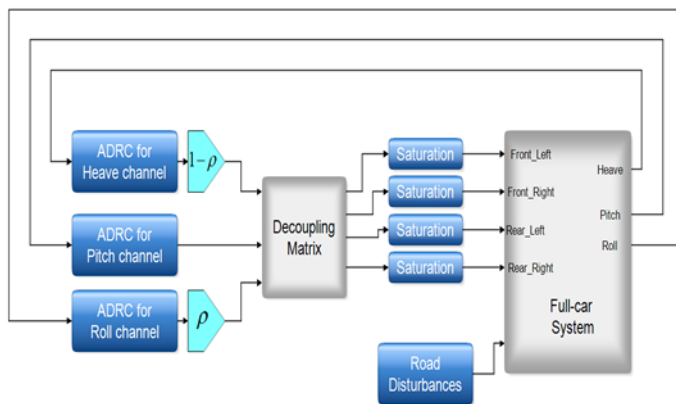 ADRC for
Heave channel
1-ρ
ADRC for
Pitch channel
ADRC for
Roll channel
ρ
Decoupling
Matrix
Saturation
Saturation
Saturation
Saturation
Front_Left
Front_Right
Rear_Left
Rear_Right
Heave
Pitch
Roll
Full-car
System
Road
Disturbances